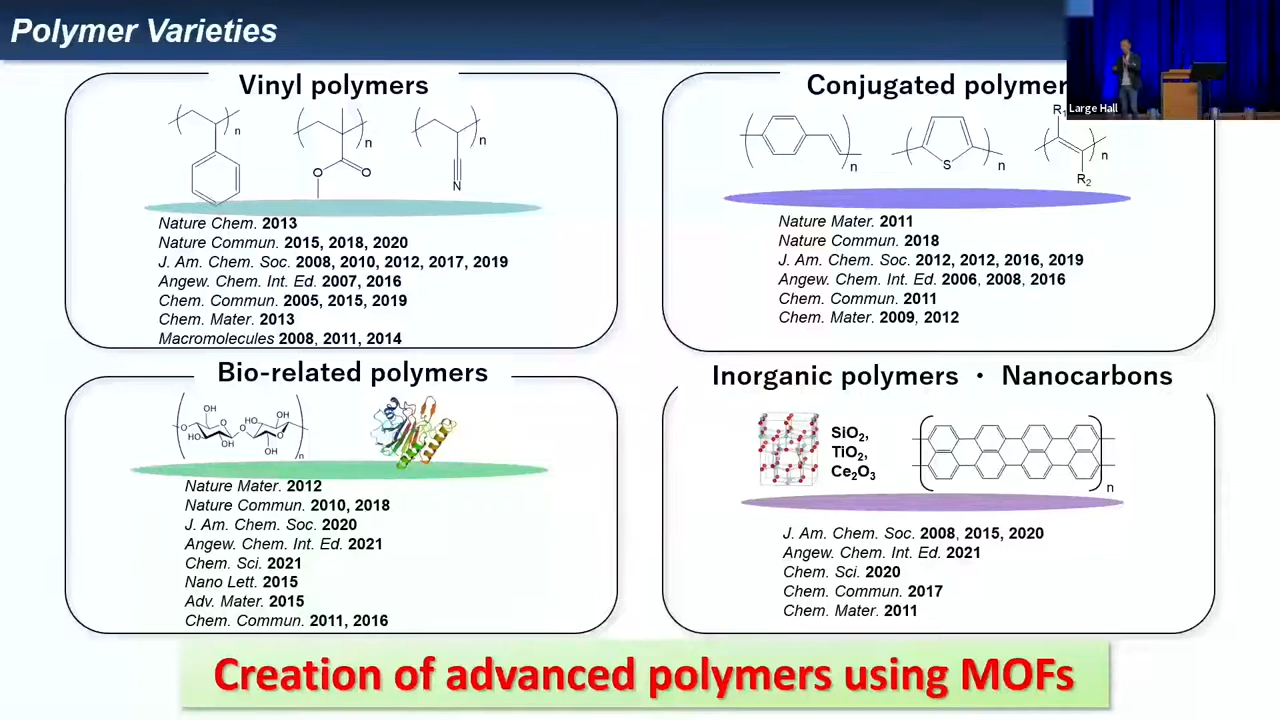 Polymer Varieties
Large Hall
Vinyl polymers
n
n
O
O
n
N
Nature Chem. 2013
Nature Commun. 2015, 2018, 2020
J. Am. Chem. Soc. 2008, 2010, 2012, 2017, 2019
Angew. Chem. Int. Ed. 2007, 2016
Chem. Commun. 2005, 2015, 2019
Chem. Mater. 2013
Macromolecules 2008, 2011, 2014
Conjugated polymer
n
S
n
R
n
R2
Nature Mater. 2011
Nature Commun. 2018
J. Am. Chem. Soc. 2012, 2012, 2016, 2019
Angew. Chem. Int. Ed. 2006, 2008, 2016
Chem. Commun. 2011
Chem. Mater. 2009, 2012
Bio-related polymers
OH
O
O
HO
OH
O
HO
OH
O
OH
n
Nature Mater. 2012
Nature Commun. 2010, 2018
J. Am. Chem. Soc. 2020
Angew. Chem. Int. Ed. 2021
Chem. Sci. 2021
Nano Lett. 2015
Adv. Mater. 2015
Chem. Commun. 2011, 2016
Inorganic polymers・Nanocarbons
SiO2,
TiO2,
Ce2O3
n
J. Am. Chem. Soc. 2008, 2015, 2020
Angew. Chem. Int. Ed. 2021
Chem. Sci. 2020
Chem. Commun. 2017
Chem. Mater. 2011
Creation of advanced polymers using MOFs